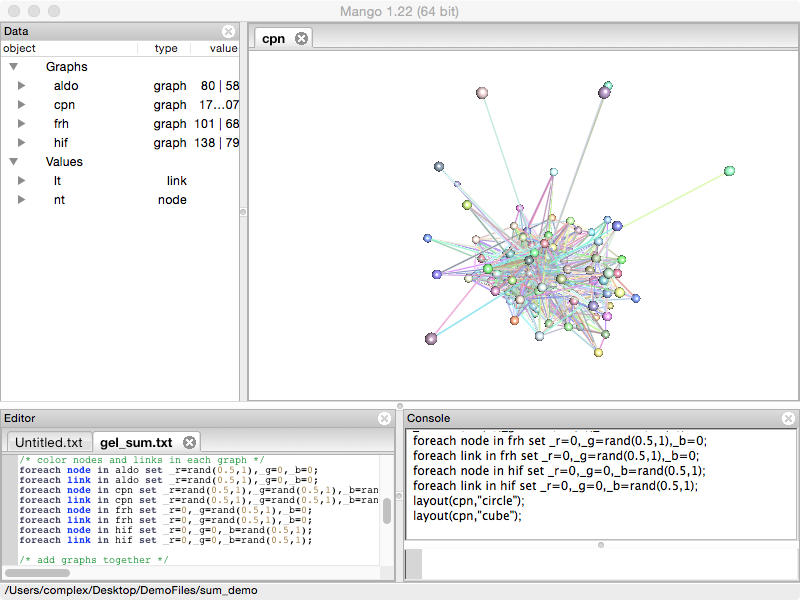 Mango 1.22 (64 bit)
Data
object type value
Graphs
aldo graph 80 | 58
cpn graph 17...07
frh graph 101 | 68
hif graph 138 | 79
Values
lt link
nt node
cpn
Editor
Untitled.txt gel_sum.txt
/* color nodes and links in each graph */
foreach node in aldo set _r=rand(0.5,1),_g=0,_b=0;
foreach link in aldo set _r=rand(0.5,1),_g=0,_b=0;
foreach node in cpn set _r=rand(0.5,1),_g=rand(0.5,1),_b=ran
foreach link in cpn set _r=rand(0.5,1),_g=rand(0.5,1),_b=ran
foreach node in frh set _r=0,_g=rand(0.5,1),_b=0;
foreach link in frh set _r=0,_g=rand(0.5,1),_b=0;
foreach node in hif set _r=0,_g=0,_b=rand(0.5,1);
foreach link in hif set _r=0,_g=0,_b=rand(0.5,1);
/* add graphs together */
Console
foreach node in frh set _r=0,_g=rand(0.5,1),_b=0;
foreach link in frh set _r=0,_g=rand(0.5,1),_b=0;
foreach node in hif set _r=0,_g=0,_b=rand(0.5,1);
foreach link in hif set _r=0,_g=0,_b=rand(0.5,1);
layout(cpn,"circle");
layout(cpn,"cube");
/Users/complex/Desktop/DemoFiles/sum_demo